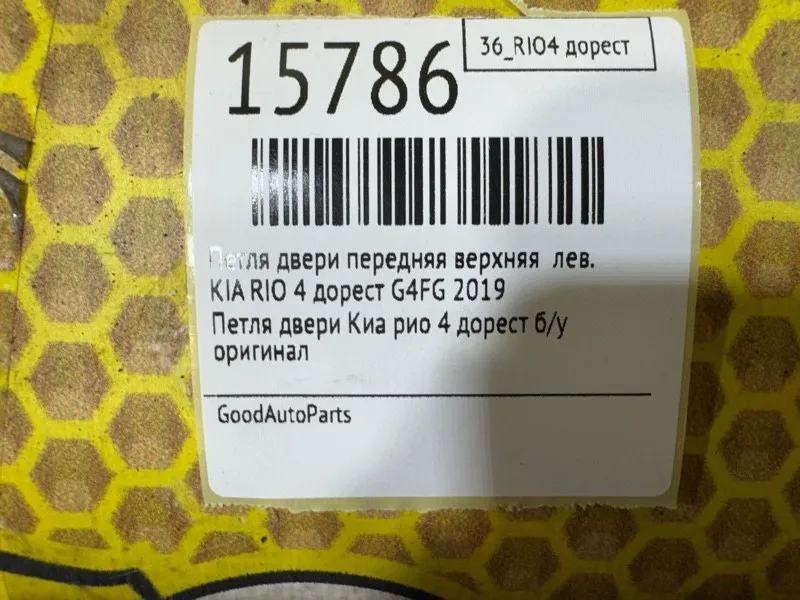 15786
36_RIO4 дорест
Петля двери передняя верхняя лев.
KIA RIO 4 дорест G4FG 2019
Петля двери Киа рио 4 дорест б/у
оригинал
GoodAutoParts